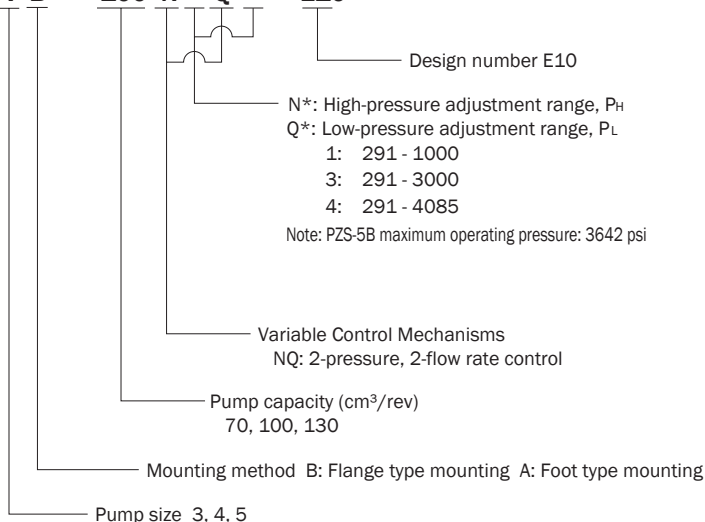 Design number E10
N*: High-pressure adjustment range, PH
Q*: Low-pressure adjustment range, PL
1: 291 - 1000
3: 291 - 3000
4: 291 - 4085
Note: PZS-5B maximum operating pressure: 3642 psi
Variable Control Mechanisms
NQ: 2-pressure, 2-flow rate control
Pump capacity (cm³/rev)
70, 100, 130
Mounting method B: Flange type mounting A: Foot type mounting
Pump size 3, 4, 5